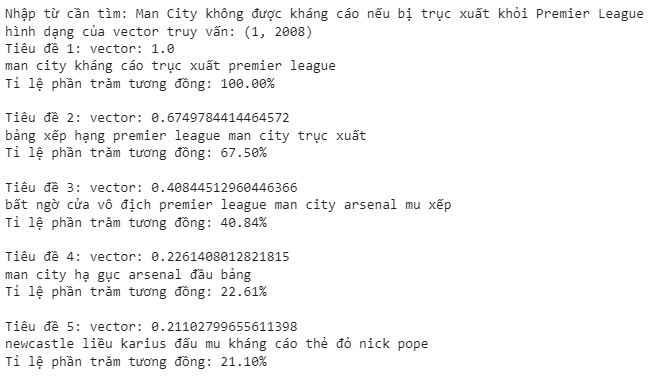 Nhập từ cần tìm: Man City không được kháng cáo nếu bị trục xuất khỏi Premier League
hình dạng của vector truy vấn: (1, 2008)
Tiêu đề 1: vector: 1.0
man city kháng cáo trục xuất premier league
Tỉ lệ phần trăm tương đồng: 100.00%
Tiêu đề 2: vector: 0.6749784414464572
bảng xếp hạng premier league man city trục xuất
Tỉ lệ phần trăm tương đồng: 67.50%
Tiêu đề 3: vector: 0.40844512960446366
bất ngờ cửa vô địch premier league man city arsenal mu xếp
Tỉ lệ phần trăm tương đồng: 40.84%
Tiêu đề 4: vector: 0.2261408012821815
man city hạ gục arsenal đầu bảng
Tỉ lệ phần trăm tương đồng: 22.61%
Tiêu đề 5: vector: 0.21102799655611398
newcastle liều karius đấu mu kháng cáo thẻ đỏ nick pope
Tỉ lệ phần trăm tương đồng: 21.10%